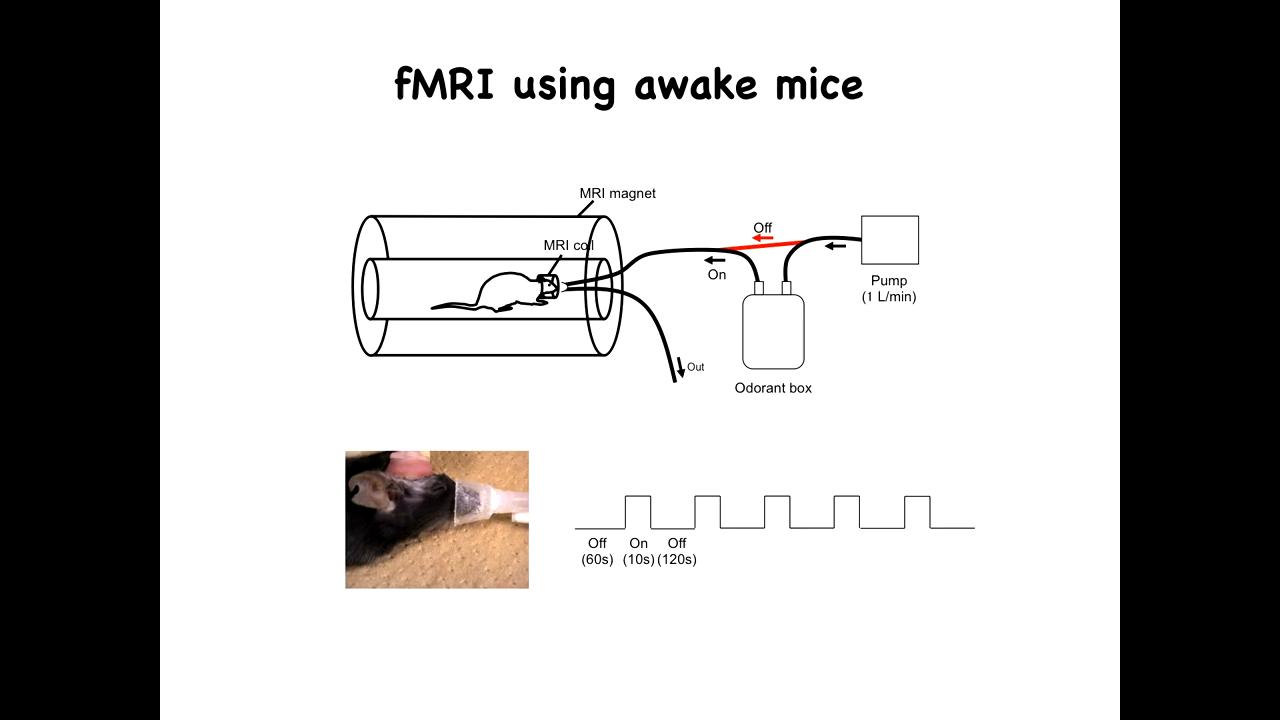 fMRI using awake mice
MRI magnet
MRI coil
Off
On
Pump
(1 L/min)
Out
Odorant box
Off
(60s)
On
(10s)
Off
(120s)